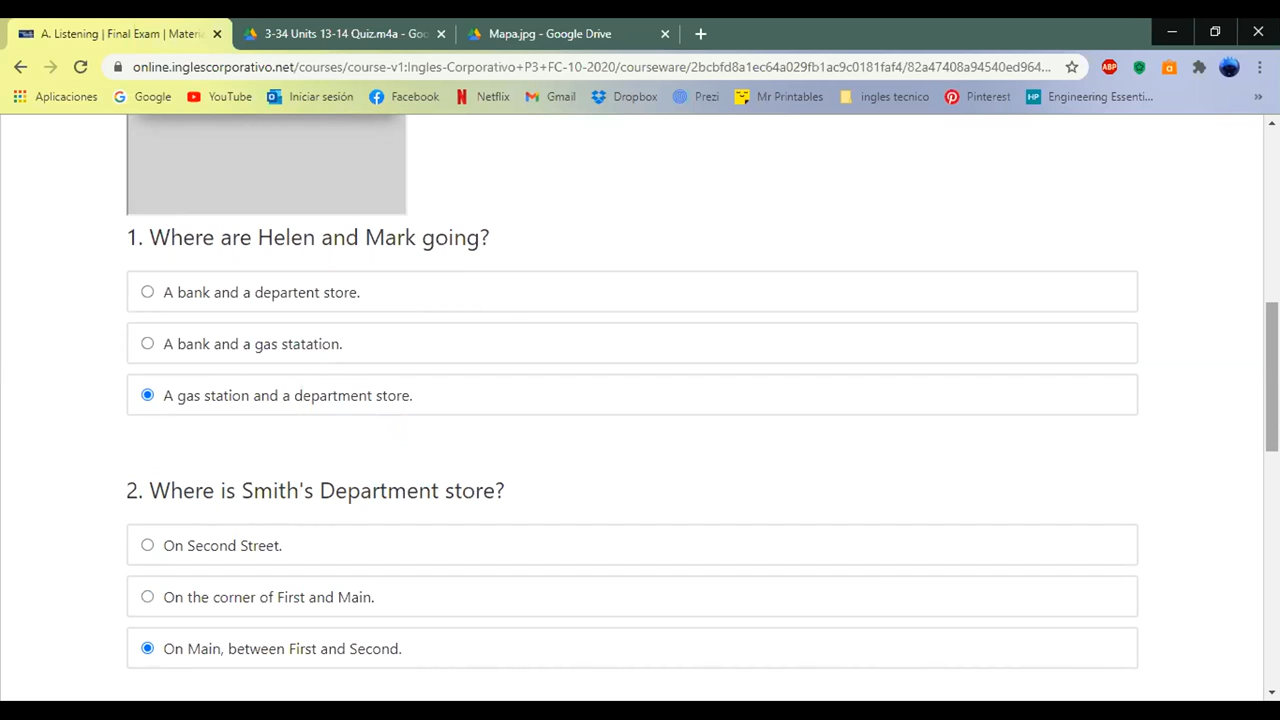 A. Listening | Final Exam | Materi
3-34 Units 13-14 Quiz.m4a - Goo
Mapa.jpg - Google Drive
online.inglescorporativo.net/courses/course-v1:Ingles-Corporativo+P3+FC-10-2020/courseware/2bcbfd8a1ec64a029fb1ac9c0181faf4/82a47408a94540ed964...
ABP
Aplicaciones Google YouTube Iniciar sesión Facebook Netflix Gmail Dropbox Prezi Mr Printables ingles tecnico Pinterest HP Engineering Essenti... »
1. Where are Helen and Mark going?
A bank and a departent store.
A bank and a gas statation.
A gas station and a department store.
2. Where is Smith's Department store?
On Second Street.
On the corner of First and Main.
On Main, between First and Second.